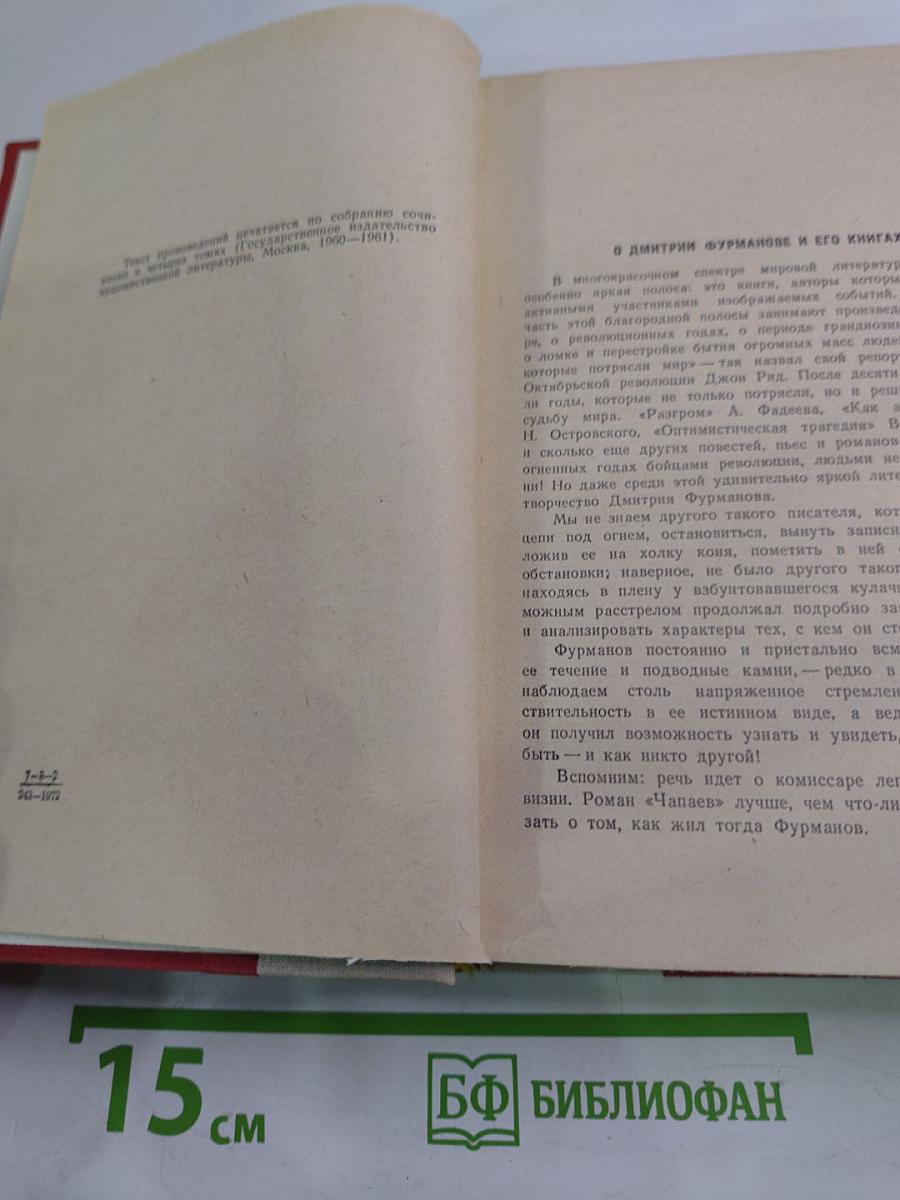 Текст произведений печатается по собранию сочи-
нений в четырех томах (Государственное издательство
художественной литературы, Москва, 1960—1961).
7-3-2
243—1972
О ДМИТРИИ ФУРМАНОВЕ И ЕГО КНИГАХ
В многокрасочном спектре мировой литератур
особенно яркая полоса: это книги, авторы которы
активными участниками изображаемых событий.
часть этой благородной полосы занимают произвед
ре, о революционных годах, о периоде грандиозн
о ломке и перестройке бытия огромных масс люде
которые потрясли мир» — так назвал свой репор
Октябрьской революции Джон Рид. После десяти
ли годы, которые не только потрясли, но и реш
судьбу мира. «Разгром» А. Фадеева, «Как з
Н. Островского, «Оптимистическая трагедия» В
и сколько еще других повестей, пьес и романов
огненных годах бойцами революции, людьми не
ни! Но даже среди этой удивительно яркой лите
творчество Дмитрия Фурманова.
Мы не знаем другого такого писателя, кот
цепи под огнем, остановиться, вынуть записн
ложив ее на холку коня, пометить в ней
обстановки; наверное, не было другого таког
находясь в плену у взбунтовавшегося кулач
можным расстрелом продолжал подробно за
и анализировать характеры тех, с кем он ст
Фурманов постоянно и пристально всм
ее течение и подводные камни, — редко в
наблюдаем столь напряженное стремлен
ствительность в ее истинном виде, а вед
он получил возможность узнать и увидеть,
быть — и как никто другой!
Вспомним: речь идет о комиссаре лег
визии. Роман «Чапаев» лучше, чем что-ли
зать о том, как жил тогда Фурманов.
15 см
БФ БИБЛИОФАН